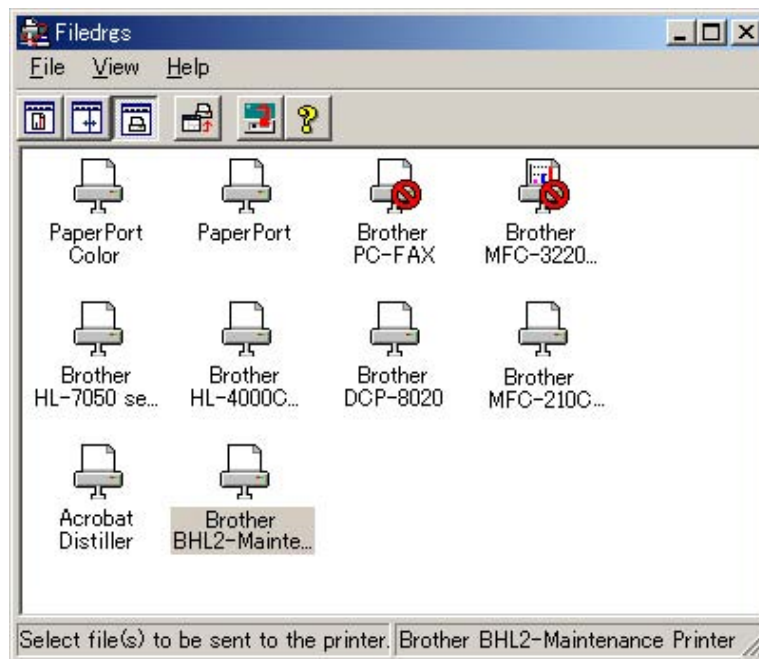 Filedrgs
File View Help
PaperPort
Color
PaperPort
Brother
PC-FAX
Brother
MFC-3220...
Brother
HL-7050 se...
Brother
HL-4000C...
Brother
DCP-8020
Brother
MFC-210C...
Acrobat
Distiller
Brother
BHL2-Mainte...
Select file(s) to be sent to the printer. Brother BHL2-Maintenance Printer